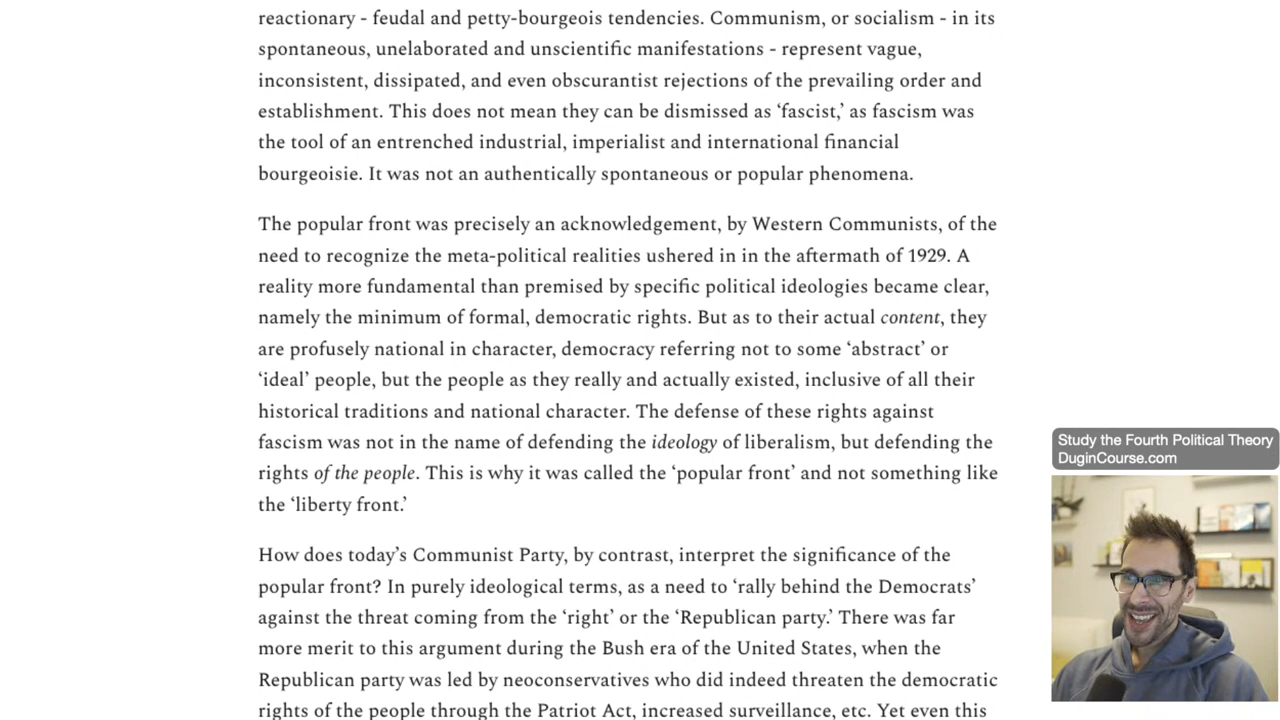 reactionary - feudal and petty-bourgeois tendencies. Communism, or socialism - in its
spontaneous, unelaborated and unscientific manifestations - represent vague,
inconsistent, dissipated, and even obscurantist rejections of the prevailing order and
establishment. This does not mean they can be dismissed as ‘fascist,’ as fascism was
the tool of an entrenched industrial, imperialist and international financial
bourgeoisie. It was not an authentically spontaneous or popular phenomena.
The popular front was precisely an acknowledgement, by Western Communists, of the
need to recognize the meta-political realities ushered in in the aftermath of 1929. A
reality more fundamental than premised by specific political ideologies became clear,
namely the minimum of formal, democratic rights. But as to their actual content, they
are profusely national in character, democracy referring not to some ‘abstract’ or
‘ideal’ people, but the people as they really and actually existed, inclusive of all their
historical traditions and national character. The defense of these rights against
fascism was not in the name of defending the ideology of liberalism, but defending the
rights of the people. This is why it was called the ‘popular front’ and not something like
the ‘liberty front.’
How does today’s Communist Party, by contrast, interpret the significance of the
popular front? In purely ideological terms, as a need to ‘rally behind the Democrats’
against the threat coming from the ‘right’ or the ‘Republican party.’ There was far
more merit to this argument during the Bush era of the United States, when the
Republican party was led by neoconservatives who did indeed threaten the democratic
rights of the people through the Patriot Act, increased surveillance, etc. Yet even this
Study the Fourth Political Theory
DuginCourse.com